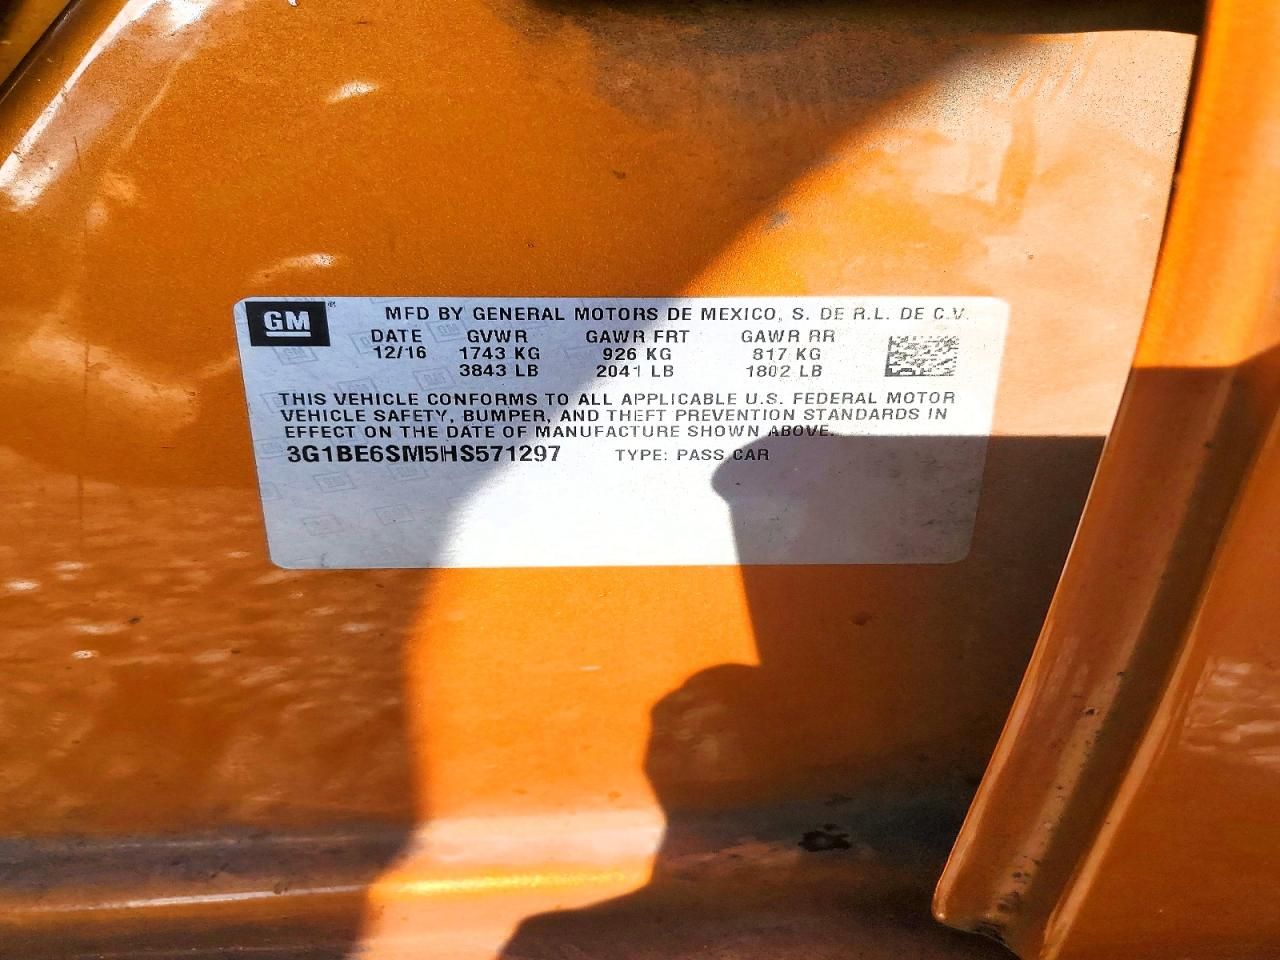 GM MFD BY GENERAL MOTORS DE MEXICO, S. DE R.L. DE C.V.
DATE GVWR GAWR FRT GAWR RR
12/16 1743 KG 926 KG 817 KG
3843 LB 2041 LB 1802 LB
THIS VEHICLE CONFORMS TO ALL APPLICABLE U.S. FEDERAL MOTOR
VEHICLE SAFETY, BUMPER, AND THEFT PREVENTION STANDARDS IN
EFFECT ON THE DATE OF MANUFACTURE SHOWN ABOVE.
3G1BE6SM5HS571297 TYPE: PASS CAR